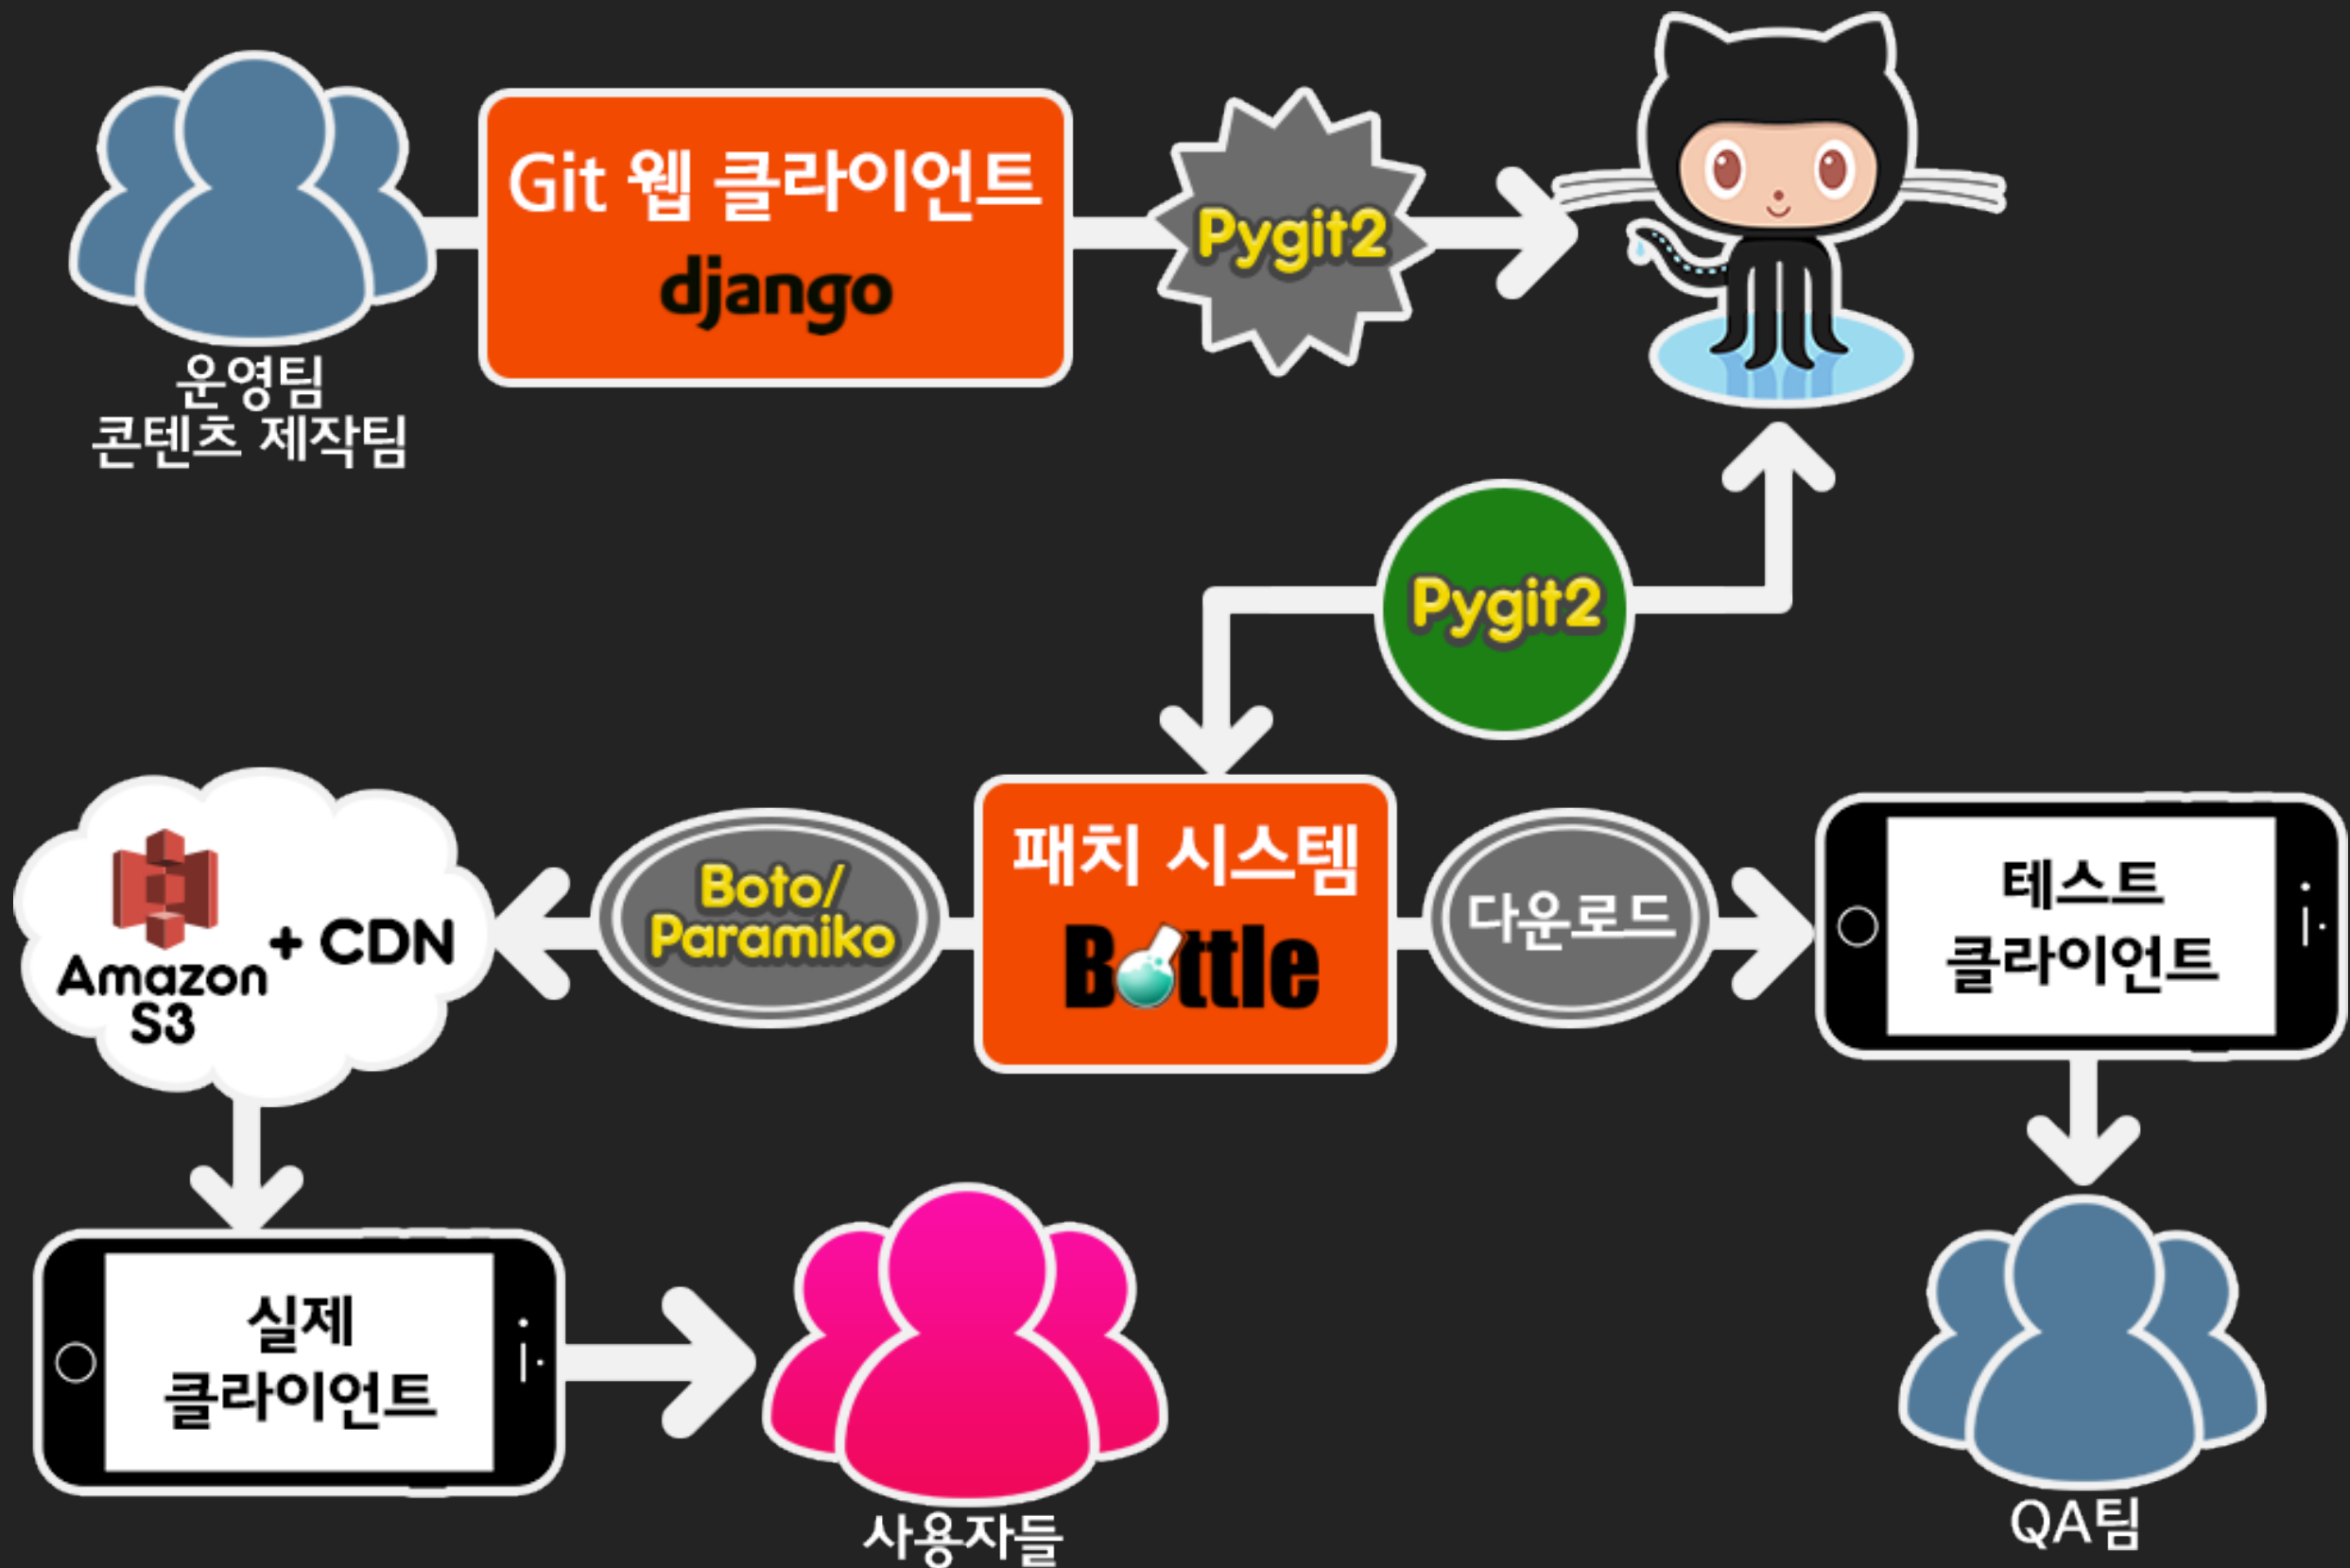 Git 웹 클라이언트
django
Pygit2
운영팀
콘텐츠 제작팀
Pygit2
Amazon
S3
+ CDN
Boto/
Paramiko
패치 시스템
Bottle
다운로드
테스트
클라이언트
실제
클라이언트
사용자들
QA팀